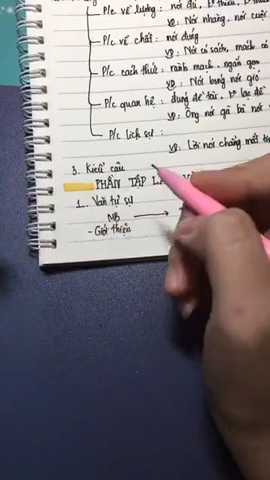 P/c về lượng : nói đủ,
VD: Nói nhăng nói cuội
P/c về chất : nói đúng
VD: Nói có sách, mách có
P/c cách thức : rành mạch, ngắn gọn
VD: Nói bóng nói gió
P/c quan hệ : đúng đề tài,
VD: Ông nói gà bà nói
P/c lịch sự :
VD: Lời nói chẳng mất
3. Kiểu câu
PHẦN TẬP
1. Văn tự sự
MB →
- Giới thiệu